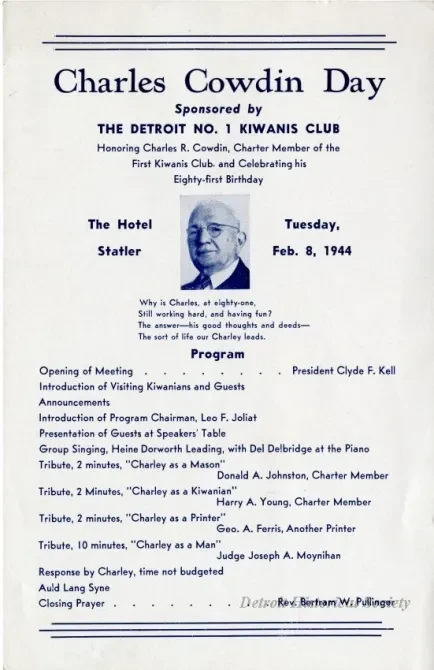 Charles Cowdin Day
Sponsored by
THE DETROIT NO. 1 KIWANIS CLUB
Honoring Charles R. Cowdin, Charter Member of the
First Kiwanis Club. and Celebrating his
Eighty-first Birthday
The Hotel
Statler
Tuesday,
Feb. 8, 1944
Why is Charles, at eighty-one,
Still working hard, and having fun?
The answer—his good thoughts and deeds—
The sort of life our Charley leads.
Program
Opening of Meeting . . . . . . . . President Clyde F. Kell
Introduction of Visiting Kiwanians and Guests
Announcements
Introduction of Program Chairman, Leo F. Joliat
Presentation of Guests at Speakers' Table
Group Singing, Heine Dorworth Leading, with Del Delbridge at the Piano
Tribute, 2 minutes, "Charley as a Mason"
Donald A. Johnston, Charter Member
Tribute, 2 Minutes, "Charley as a Kiwanian"
Harry A. Young, Charter Member
Tribute, 2 minutes, "Charley as a Printer"
Geo. A. Ferris, Another Printer
Tribute, 10 minutes, "Charley as a Man"
Judge Joseph A. Moynihan
Response by Charley, time not budgeted
Auld Lang Syne
Closing Prayer . . . . . . . . . Rev. Bertram W. Pullinger
Detroit Historical Society